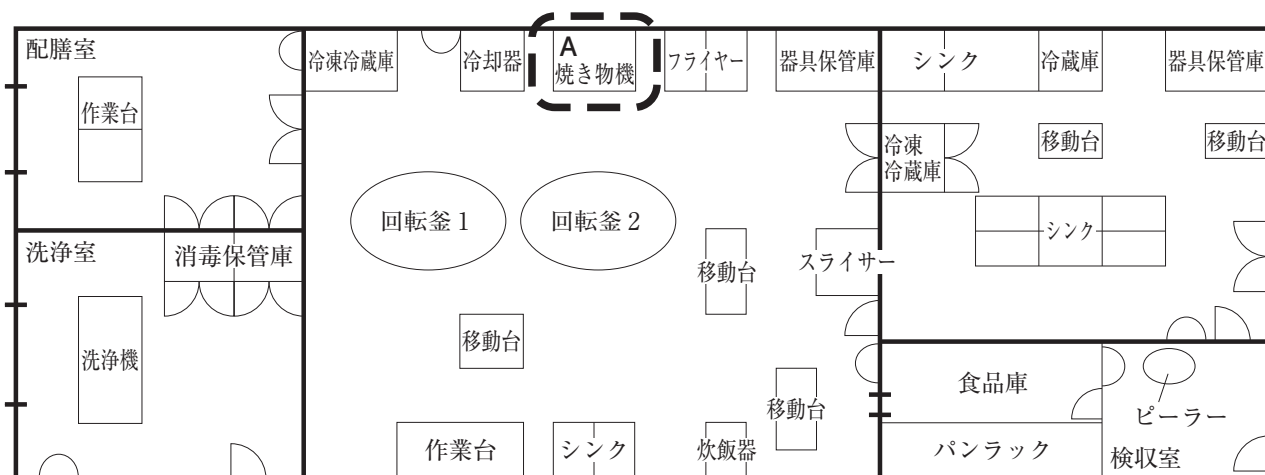 配膳室
作業台
冷凍冷蔵庫
冷却器
A
焼き物機
フライヤー
器具保管庫
シンク
冷蔵庫
器具保管庫
冷凍
冷蔵庫
移動台
移動台
回転釜1
回転釜2
シンク
洗浄室
消毒保管庫
移動台
スライサー
洗浄機
移動台
移動台
食品庫
ピーラー
作業台
シンク
炊飯器
パンラック
検収室